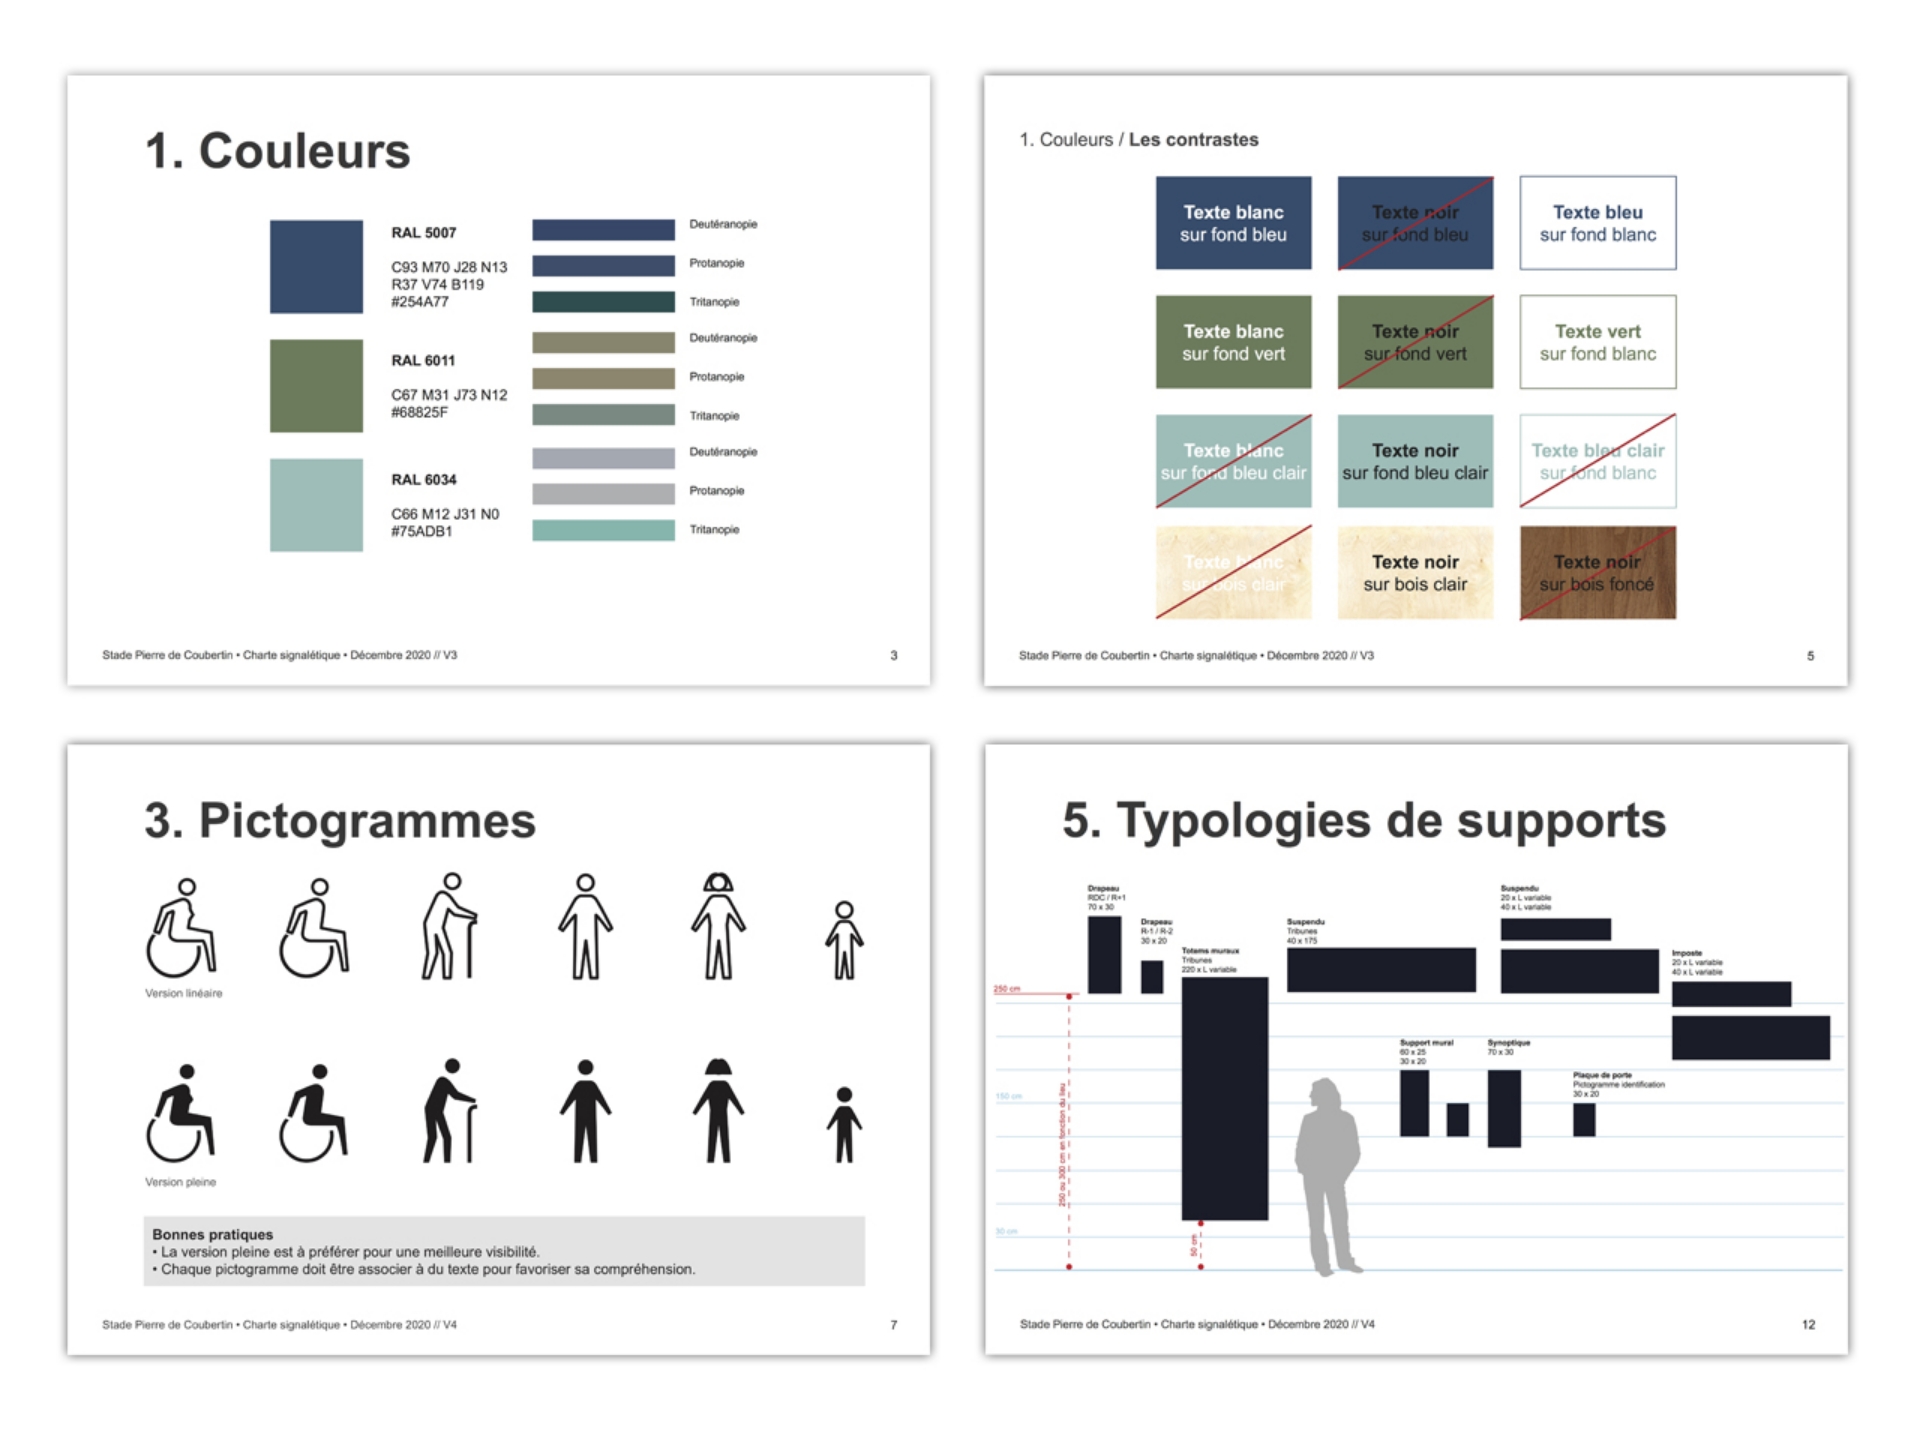 1. Couleurs
RAL 5007
C93 M70 J28 N13
R37 V74 B119
#254A77
Deutéranopie
Protanopie
Tritanopie
RAL 6011
C67 M31 J73 N12
#68825F
Deutéranopie
Protanopie
Tritanopie
RAL 6034
C66 M12 J31 N0
#75ADB1
Deutéranopie
Protanopie
Tritanopie
Stade Pierre de Coubertin • Charte signalétique • Décembre 2020 // V3
3
1. Couleurs / Les contrastes
Texte blanc
sur fond bleu
Texte noir
sur fond bleu
Texte bleu
sur fond blanc
Texte blanc
sur fond vert
Texte noir
sur fond vert
Texte vert
sur fond blanc
Texte blanc
sur fond bleu clair
Texte noir
sur fond bleu clair
Texte bleu clair
sur fond blanc
Texte blanc
sur bois clair
Texte noir
sur bois clair
Texte noir
sur bois foncé
Stade Pierre de Coubertin • Charte signalétique • Décembre 2020 // V3
5
3. Pictogrammes
Version linéaire
Version pleine
Bonnes pratiques
• La version pleine est à préférer pour une meilleure visibilité.
• Chaque pictogramme doit être associer à du texte pour favoriser sa compréhension.
Stade Pierre de Coubertin • Charte signalétique • Décembre 2020 // V4
7
5. Typologies de supports
Drapeau
RDC / R+1
70 x 30
Drapeau
R-1 / R-2
30 x 20
Totems muraux
Tribunes
220 x L variable
Suspendu
Tribunes
40 x 175
Suspendu
20 x L variable
40 x L variable
Imposte
20 x L variable
40 x L variable
250 cm
Support mural
60 x 25
30 x 20
Synoptique
70 x 30
Plaque de porte
Pictogramme identification
30 x 20
150 cm
250 ou 300 cm en fonction du lieu
30 cm
50 cm
Stade Pierre de Coubertin • Charte signalétique • Décembre 2020 // V4
12